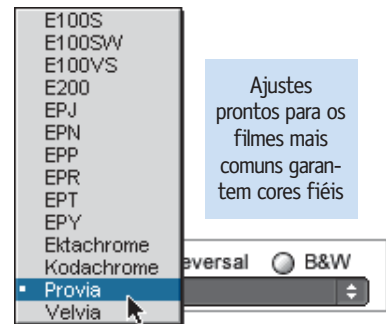 E100S
E100SW
E100VS
E200
EPJ
EPN
EPP
EPR
EPT
EPY
Ektachrome
Kodachrome
Provia
Velvia
Ajustes
prontos para os
filmes mais
comuns garan-
tem cores fiéis
eversal B&W